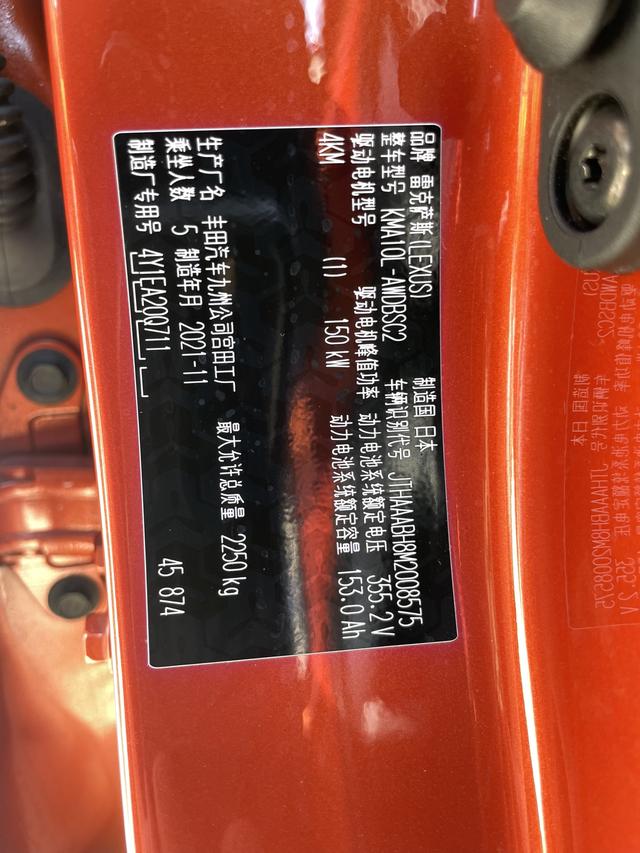 品牌 雷克萨斯(LEXUS) 制造国 日本
整车型号 KMA10L-AWDBSC2 车辆识别代号 JTHAAABH8M2008575
驱动电机型号 驱动电机峰值功率 动力电池系统额定电压 355.2 V
4KM (1) 150 kW 动力电池系统额定容量 153.0 Ah
生产厂名 丰田汽车九州公司宫田工厂 最大允许总质量 2250 kg
乘坐人数 5 制造年月 2021-11
制造厂专用号 4Y1EA20Q711 45 874